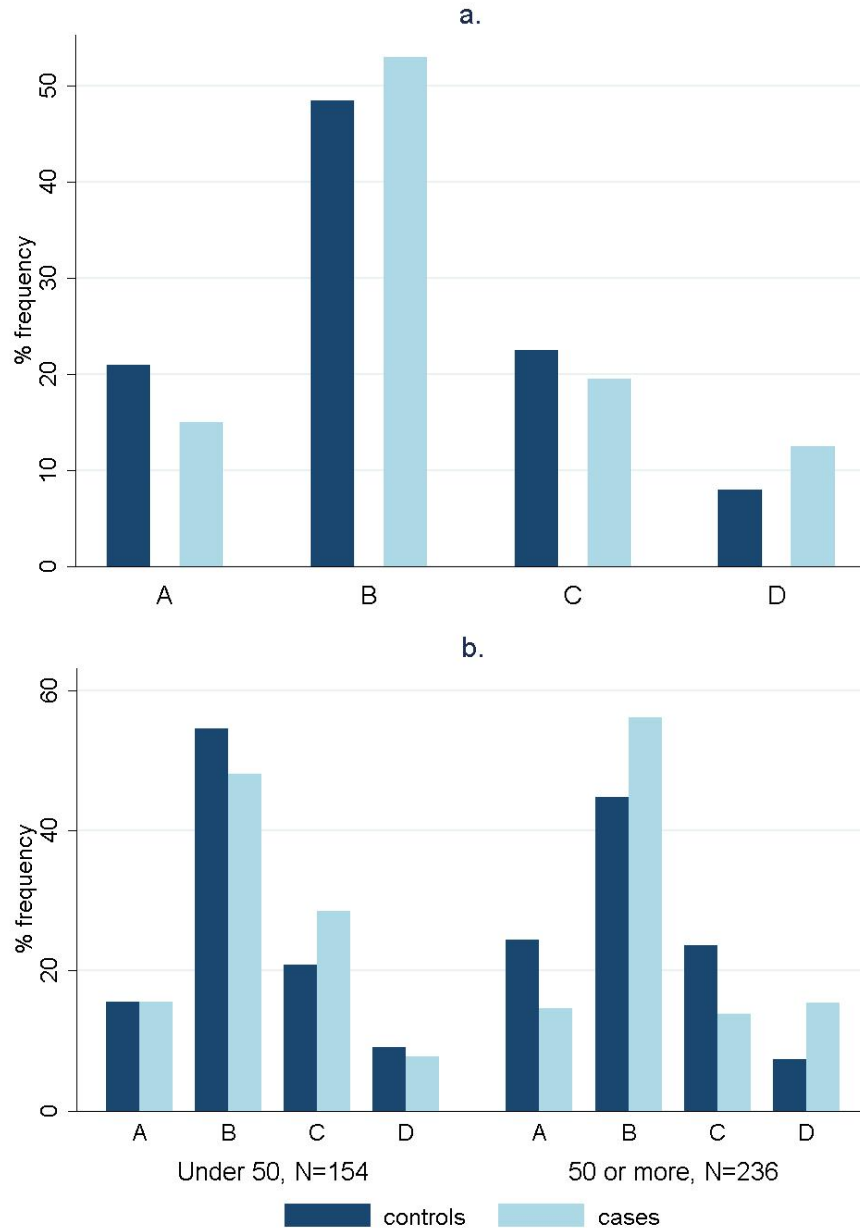 a.
% frequency
50
40
30
20
10
0
A B C D
b.
% frequency
60
40
20
0
A B C D A B C D
Under 50, N=154 50 or more, N=236
controls cases